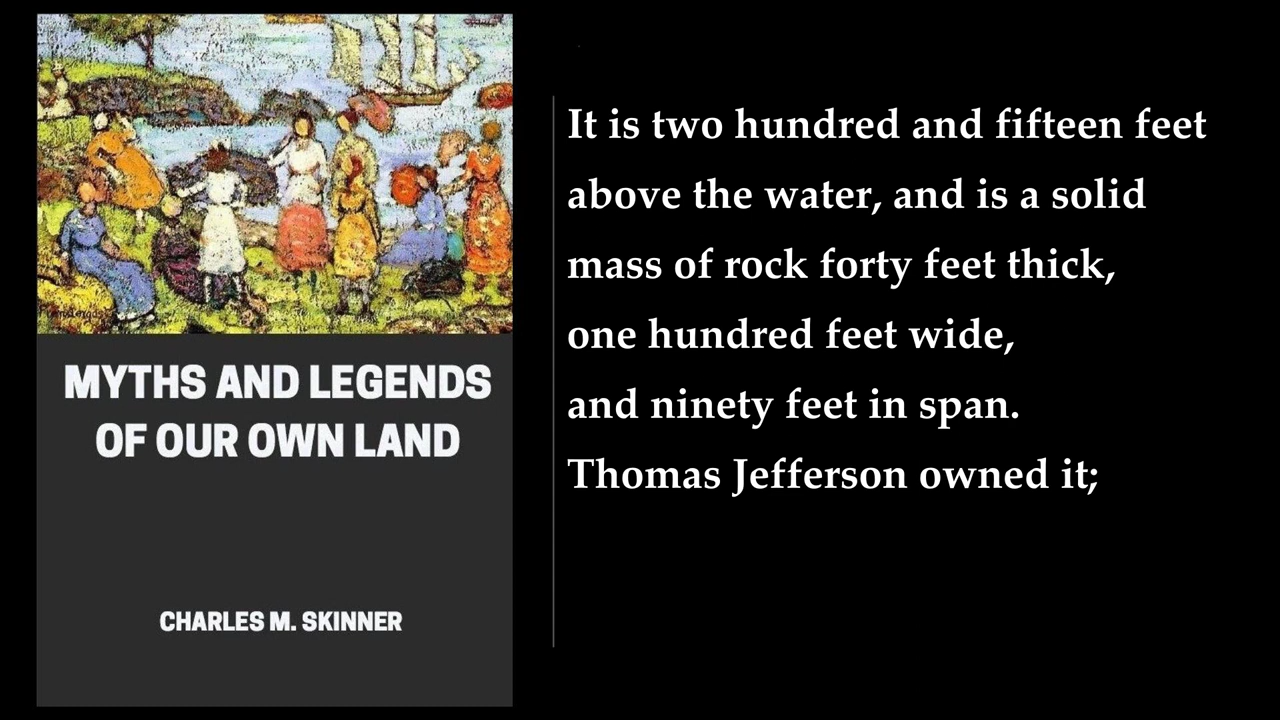 MYTHS AND LEGENDS
OF OUR OWN LAND
CHARLES M. SKINNER
It is two hundred and fifteen feet
above the water, and is a solid
mass of rock forty feet thick,
one hundred feet wide,
and ninety feet in span.
Thomas Jefferson owned it;